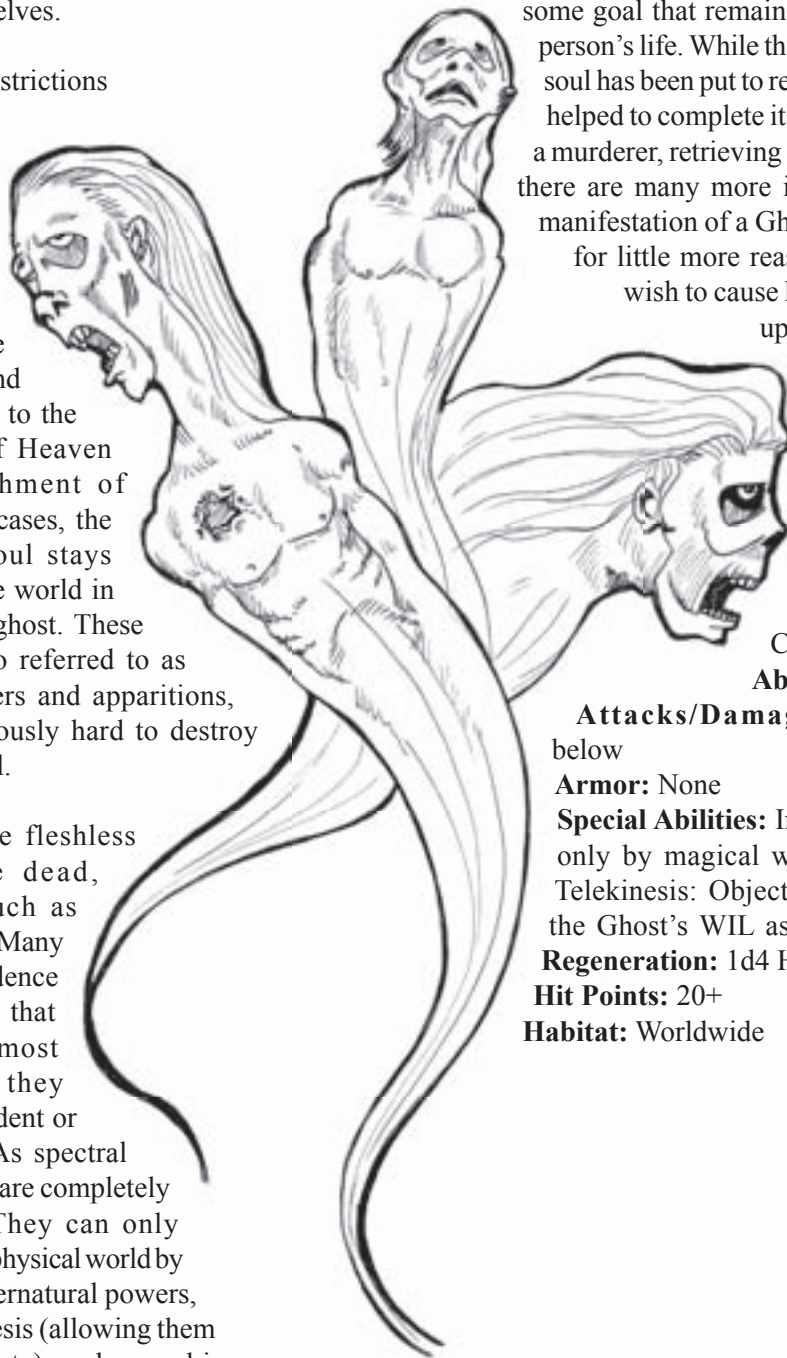 elves.
strictions
e
nd
to the
f Heaven
hment of
cases, the
oul stays
e world in
ghost. These
o referred to as
ers and apparitions,
ously hard to destroy
l.
e fleshless
e dead,
uch as
Many
dence
that
most
they
dent or
As spectral
are completely
They can only
physical world by
ernatural powers,
esis (allowing them
some goal that remain
person's life. While th
soul has been put to re
helped to complete it
a murderer, retrieving
there are many more i
manifestation of a Gh
for little more reas
wish to cause
up
C
Ab
Attacks/Damag
below
Armor: None
Special Abilities: I
only by magical w
Telekinesis: Object
the Ghost's WIL as
Regeneration: 1d4 H
Hit Points: 20+
Habitat: Worldwide